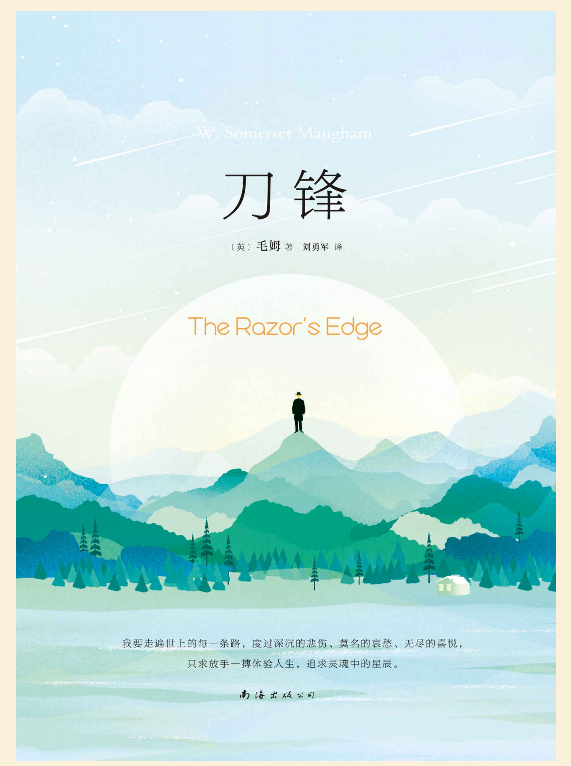 W. Somerset Maugham
刀锋
（英）毛姆 著 刘勇军 译
The Razor's Edge
我要走遍世上的每一条路，度过深沉的悲伤、莫名的哀愁、无尽的喜悦，
只求放手一搏体验人生，追求灵魂中的星辰。
南海出版公司